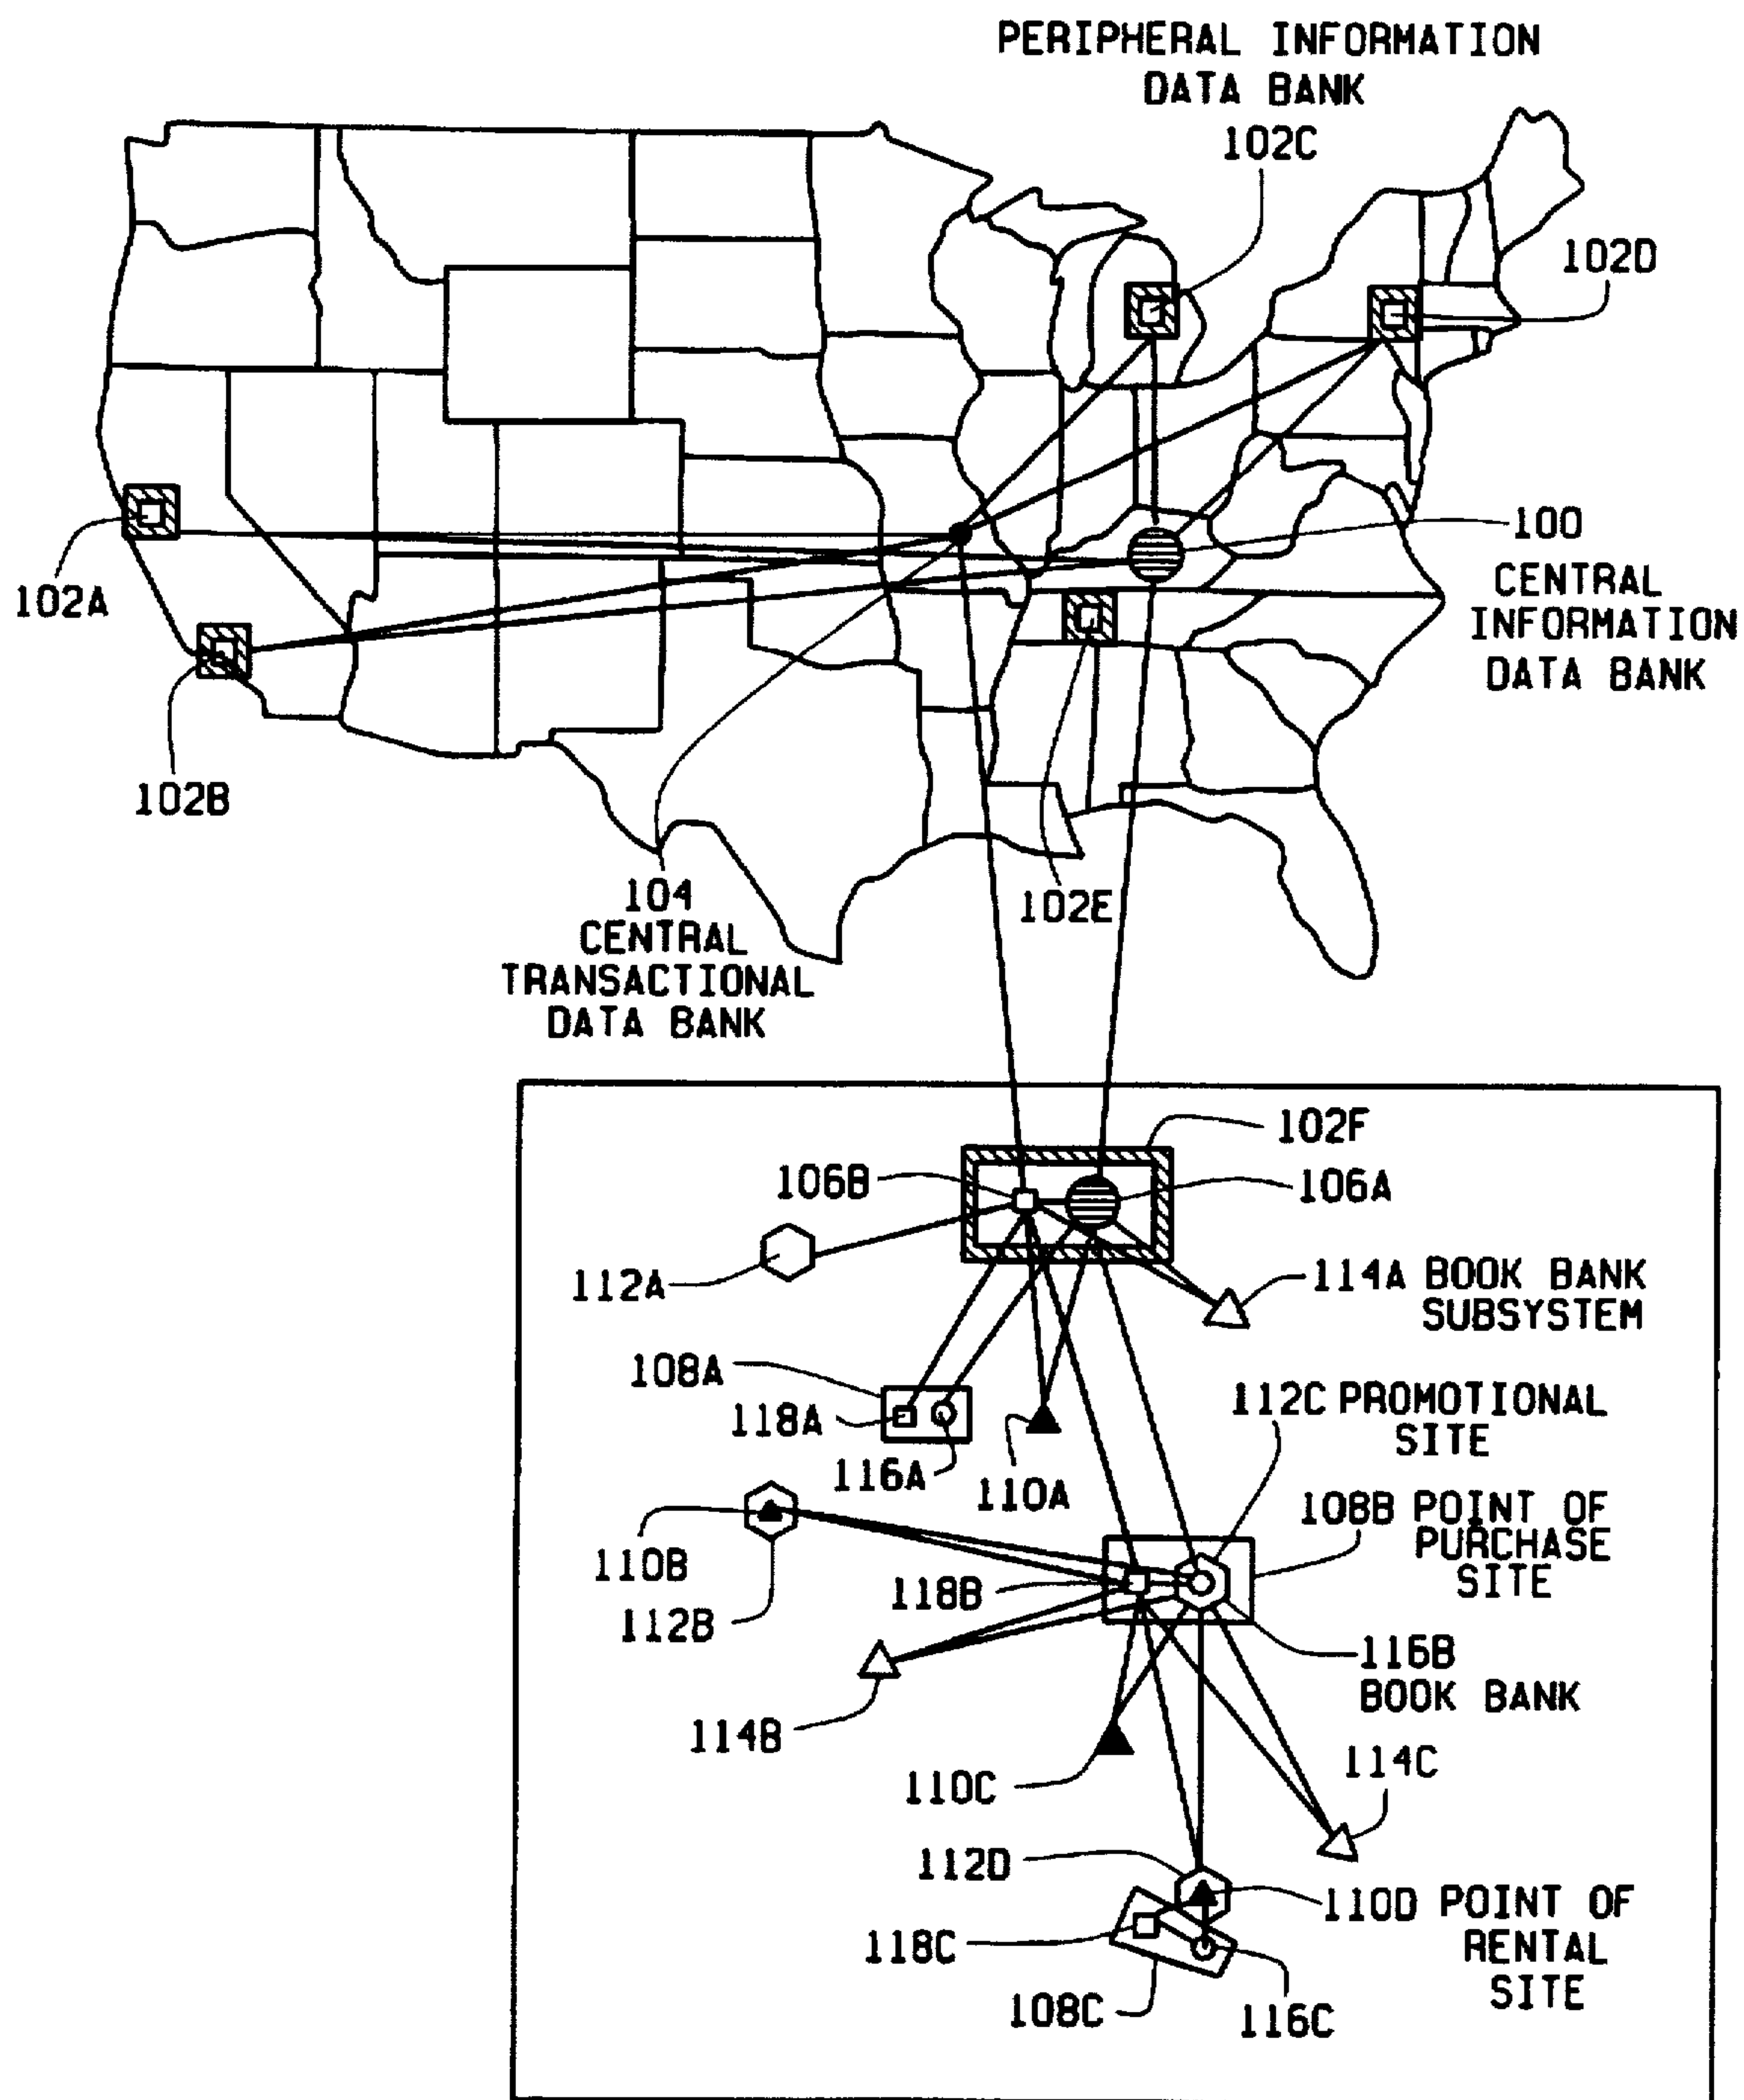 PERIPHERAL INFORMATION
DATA BANK
102C
102D
100
CENTRAL
INFORMATION
DATA BANK
102A
102B
104
CENTRAL
TRANSACTIONAL
DATA BANK
102E
102F
106B
106A
112A
114A BOOK BANK
SUBSYSTEM
108A
118A
116A
110A
112C PROMOTIONAL
SITE
108B POINT OF
PURCHASE
SITE
110B
112B
118B
116B
BOOK BANK
114B
110C
114C
112D
110D POINT OF
RENTAL
SITE
118C
108C
116C